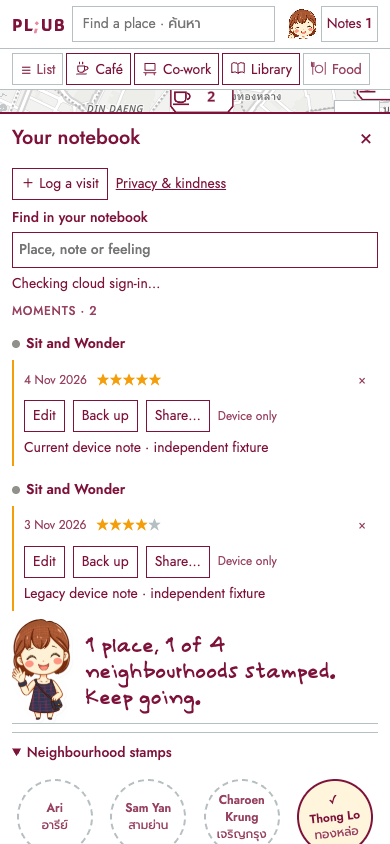 PL;UB
Find a place · ค้นหา
Notes 1
≡ List
Café
Co-work
Library
Food
DIN DAENG
2
Your notebook
×
+ Log a visit
Privacy & kindness
Find in your notebook
Place, note or feeling
Checking cloud sign-in…
MOMENTS · 2
Sit and Wonder
4 Nov 2026 ★★★★★ ×
Edit
Back up
Share…
Device only
Current device note · independent fixture
Sit and Wonder
3 Nov 2026 ★★★★★ ×
Edit
Back up
Share…
Device only
Legacy device note · independent fixture
1 place, 1 of 4
neighbourhoods stamped.
Keep going.
▼ Neighbourhood stamps
Ari
อารีย์
Sam Yan
สามย่าน
Charoen
Krung
เจริญกรุง
✓
Thong Lo
ทองหล่อ